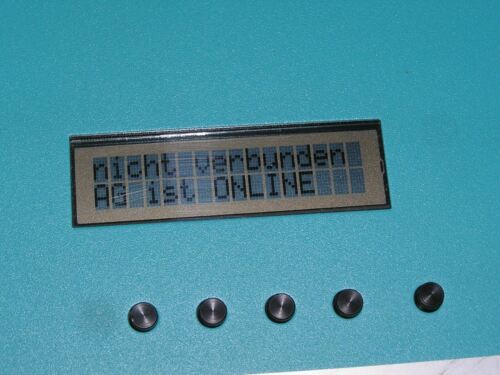 nicht verbunden
AG ist ONLINE